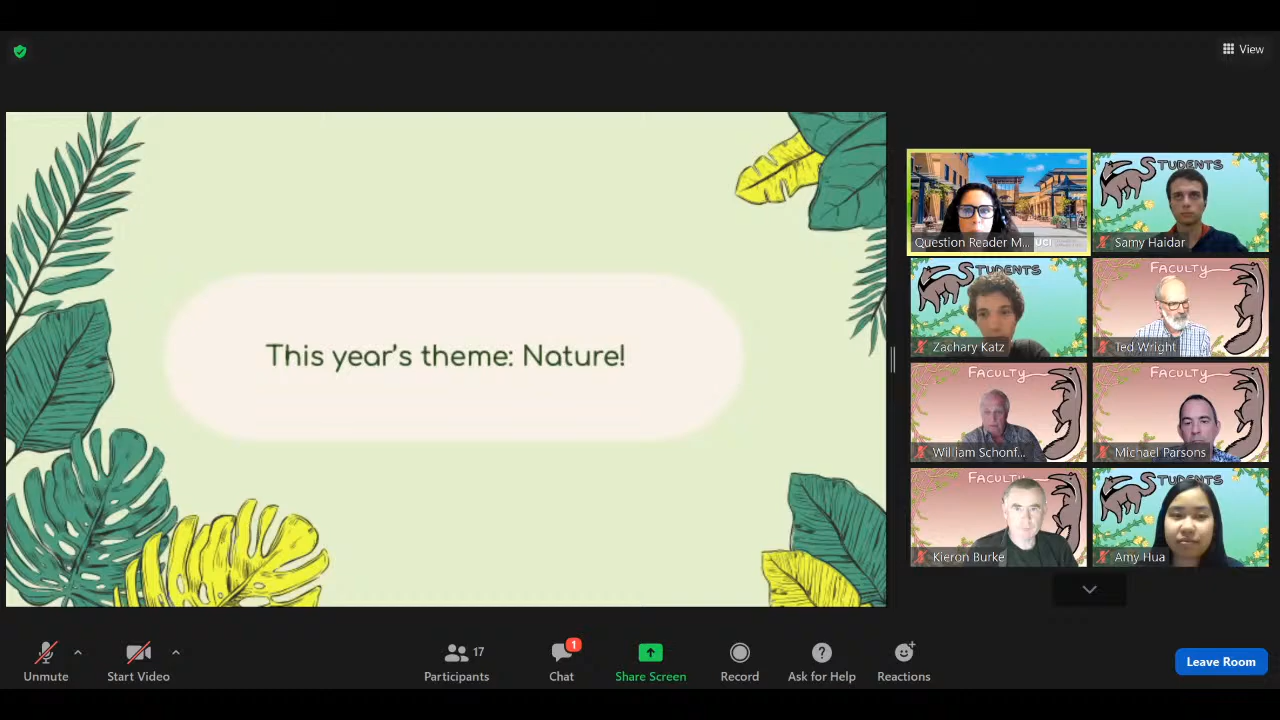 View
This year's theme: Nature!
Question Reader M...
UCI
STUDENTS
Samy Haidar
STUDENTS
Zachary Katz
FACULTY
Ted Wright
FACULTY
William Schonf...
FACULTY
Michael Parsons
FACULTY
Kieron Burke
STUDENTS
Amy Hua
Unmute
Start Video
17
Participants
1
Chat
Share Screen
Record
Ask for Help
Reactions
Leave Room